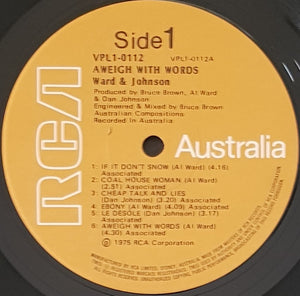 Side 1
VPL1-0112 VPL1-0112A
AWEIGH WITH WORDS
Ward & Johnson
Produced by Bruce Brown, Al Ward
& Dan Johnson
Engineered & Mixed by Bruce Brown
Australian Compositions
Recorded In Australia
RCA
Australia
1: IF IT DON'T SNOW (Al Ward) (4.16)
Associated
2: COAL HOUSE WOMAN (Al Ward)
(2.51) Associated
3: CHEAP TALK AND LIES
(Dan Johnson) (3.20) Associated
4: EBONY (Al Ward) (4.09) Associated
5: LE DESOLE (Dan Johnson) (3.17)
Associated
6: AWEIGH WITH WORDS (Al Ward)
(4.30) Associated
℗ 1975 RCA Corporation